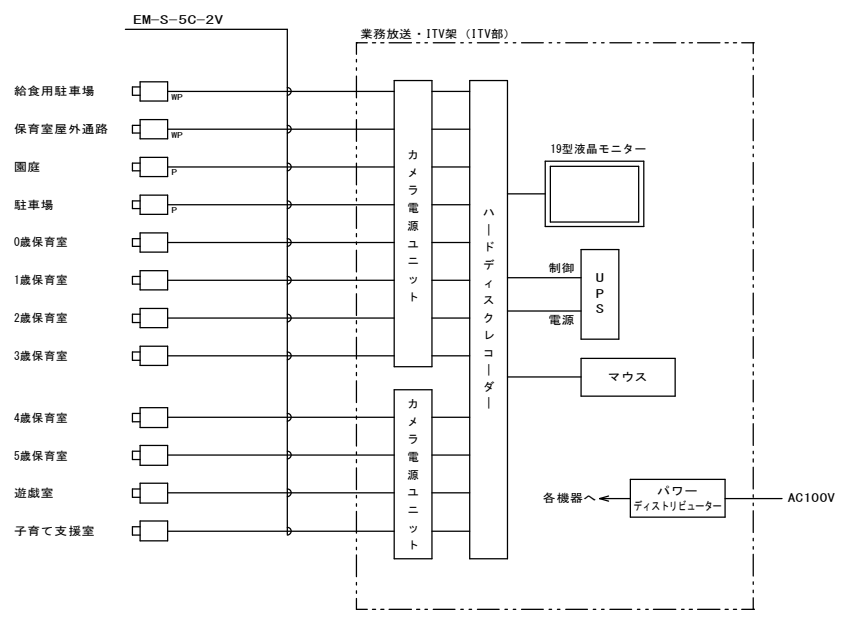 EM-S-5C-2V
業務放送・ITV架（ITV部）
給食用駐車場
WP
保育室屋外通路
WP
園庭
P
駐車場
P
0歳保育室
1歳保育室
2歳保育室
3歳保育室
4歳保育室
5歳保育室
遊戯室
子育て支援室
カメラ電源ユニット
カメラ電源ユニット
ハードディスクレコーダー
19型液晶モニター
制御
電源
UPS
マウス
各機器へ
パワー
ディストリビューター
AC100V